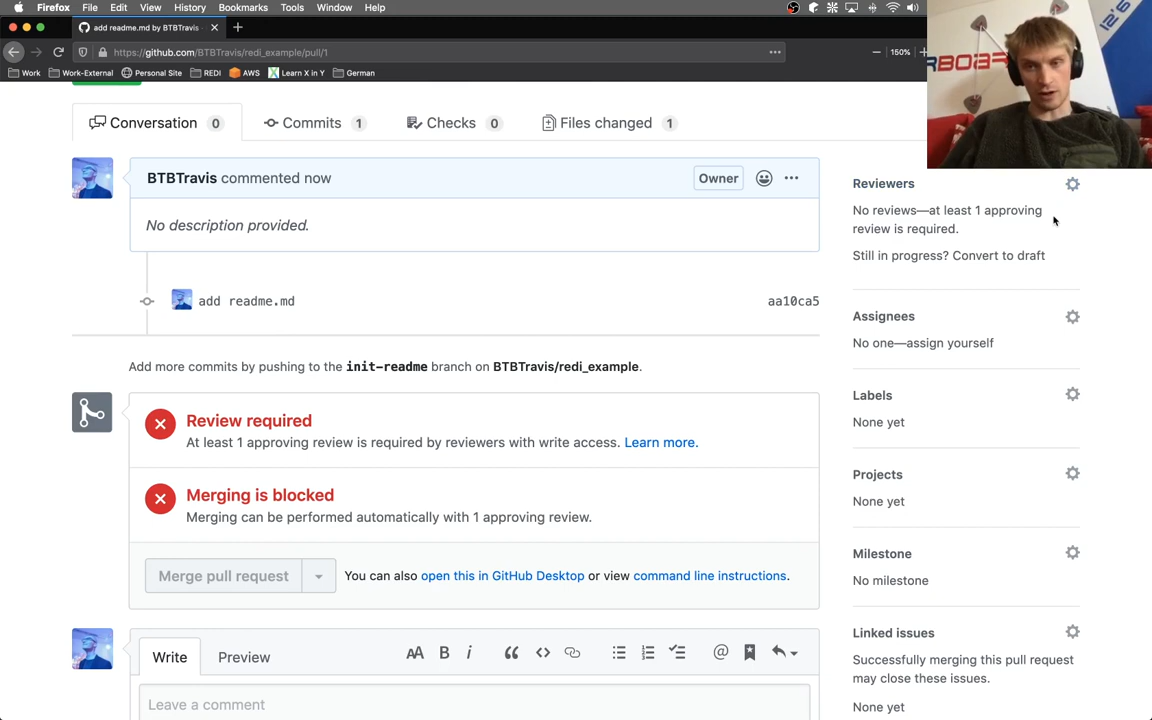 Firefox File Edit View History Bookmarks Tools Window Help
add readme.md by BTBTravis
https://github.com/BTBTravis/redi_example/pull/1
150%
Work Work-External Personal Site REDI AWS Learn X in Y German
Conversation 0 Commits 1 Checks 0 Files changed 1
BTBTravis commented now Owner
No description provided.
add readme.md aa10ca5
Add more commits by pushing to the init-readme branch on BTBTravis/redi_example.
Review required
At least 1 approving review is required by reviewers with write access. Learn more.
Merging is blocked
Merging can be performed automatically with 1 approving review.
Merge pull request You can also open this in GitHub Desktop or view command line instructions.
Write Preview
Leave a comment
Reviewers
No reviews—at least 1 approving
review is required.
Still in progress? Convert to draft
Assignees
No one—assign yourself
Labels
None yet
Projects
None yet
Milestone
No milestone
Linked issues
Successfully merging this pull request
may close these issues.
None yet
12'6